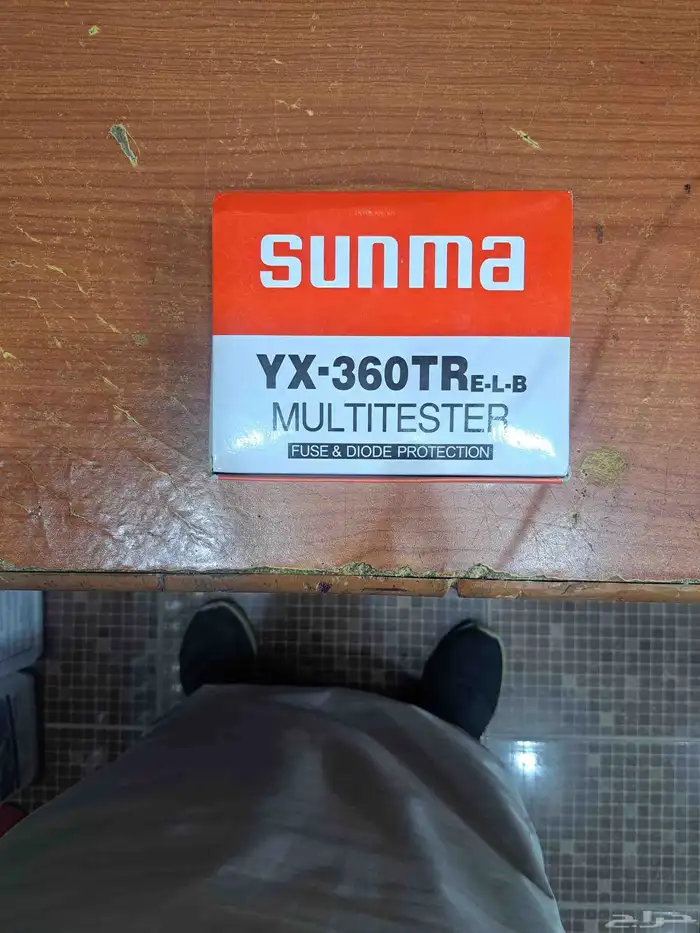 sunma
YX-360TRE-L-B
MULTITESTER
FUSE & DIODE PROTECTION
حراج